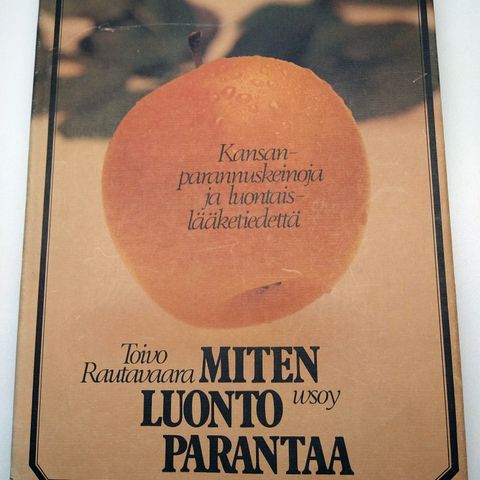 Kansan-
parannuskeinoja
ja luontais-
lääketiedettä
Toivo
Rautavaara MITEN
LUONTO wsoy
PARANTAA